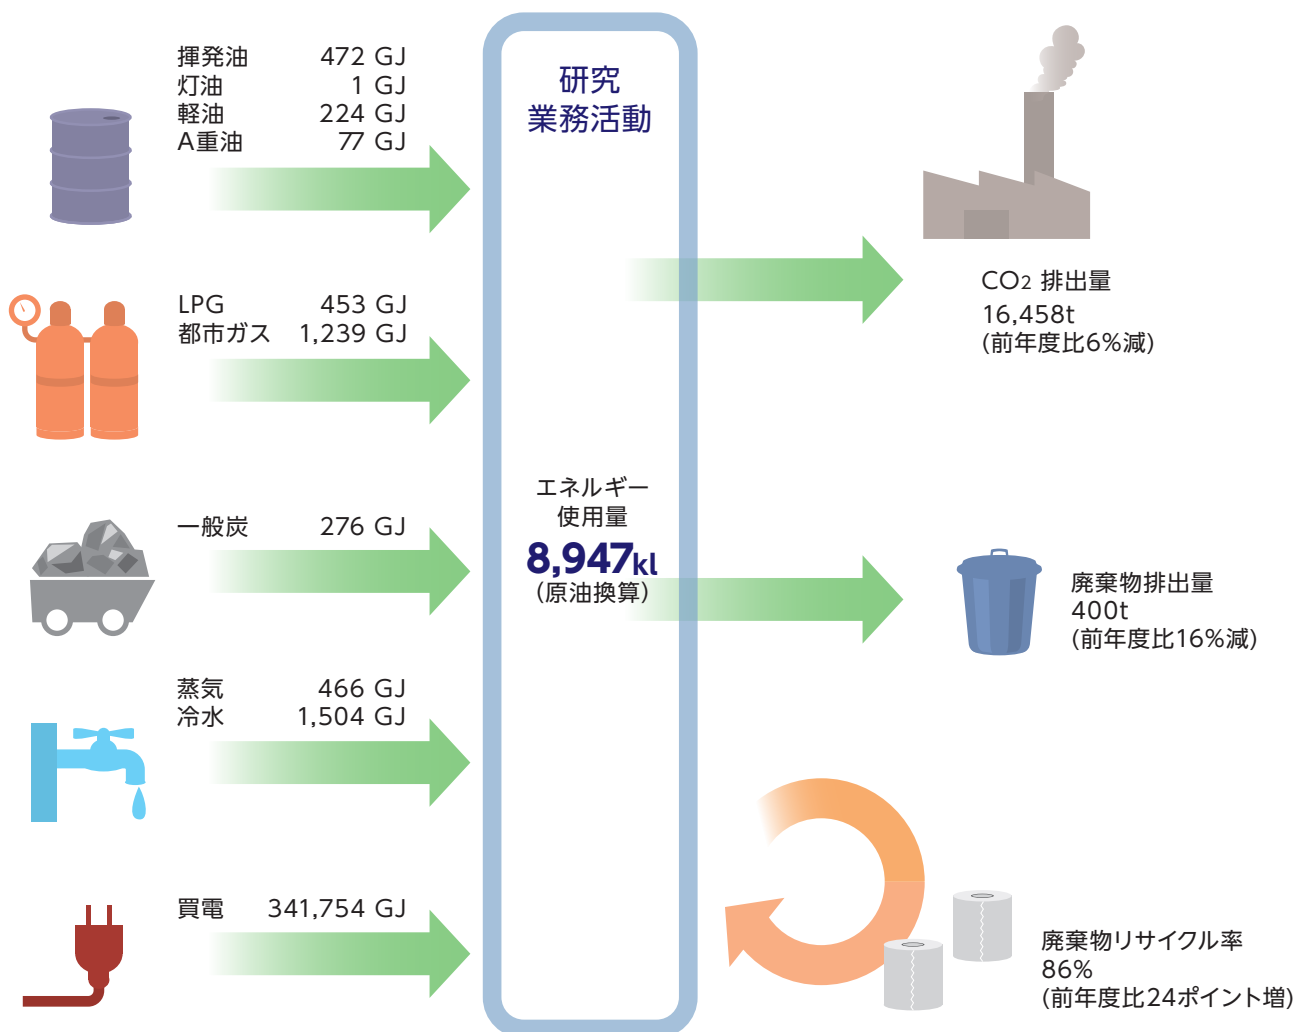 揮発油 472 GJ
灯油 1 GJ
軽油 224 GJ
A重油 77 GJ
LPG 453 GJ
都市ガス 1,239 GJ
一般炭 276 GJ
蒸気 466 GJ
冷水 1,504 GJ
買電 341,754 GJ
研究
業務活動
エネルギー
使用量
8,947kl
(原油換算)
CO2 排出量
16,458t
(前年度比6%減)
廃棄物排出量
400t
(前年度比16%減)
廃棄物リサイクル率
86%
(前年度比24ポイント増)